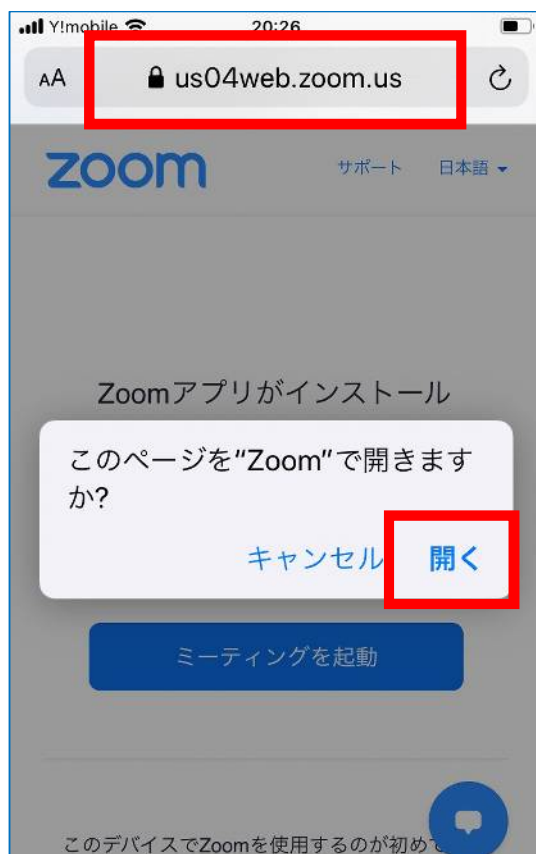 Y!mobile 20:26
AA us04web.zoom.us
zoom サポート 日本語
Zoomアプリがインストール
このページを"Zoom"で開きます
か?
キャンセル 開く
ミーティングを起動
このデバイスでZoomを使用するのが初めて